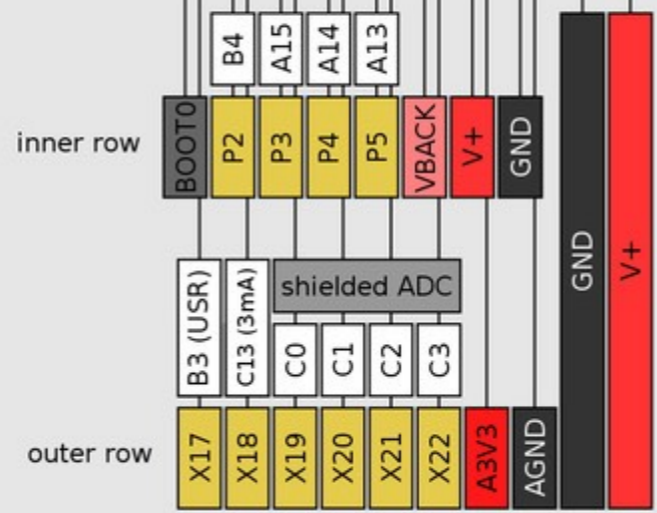 B4 A15 A14 A13
inner row BOOT0 P2 P3 P4 P5 VBACK V+ GND
GND V+
shielded ADC
B3 (USR) C13 (3mA) C0 C1 C2 C3
outer row X17 X18 X19 X20 X21 X22 A3V3 AGND